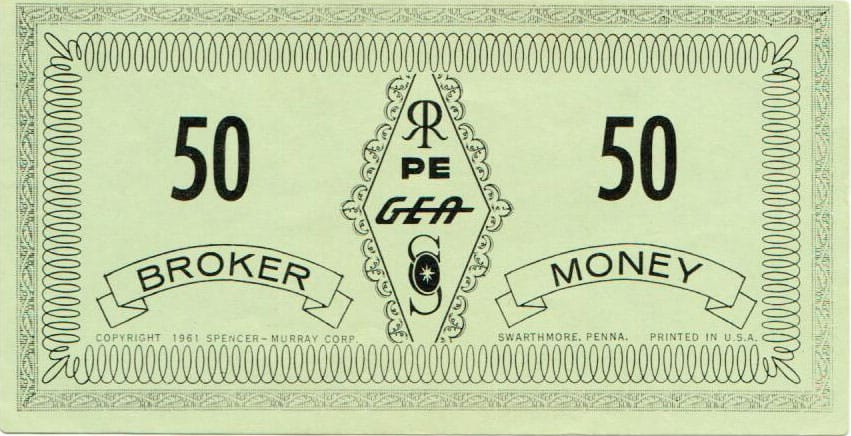 50
50
PE
GEA
BROKER
MONEY
COPYRIGHT 1961 SPENCER-MURRAY CORP.
SWARTHMORE, PENNA. PRINTED IN U.S.A.